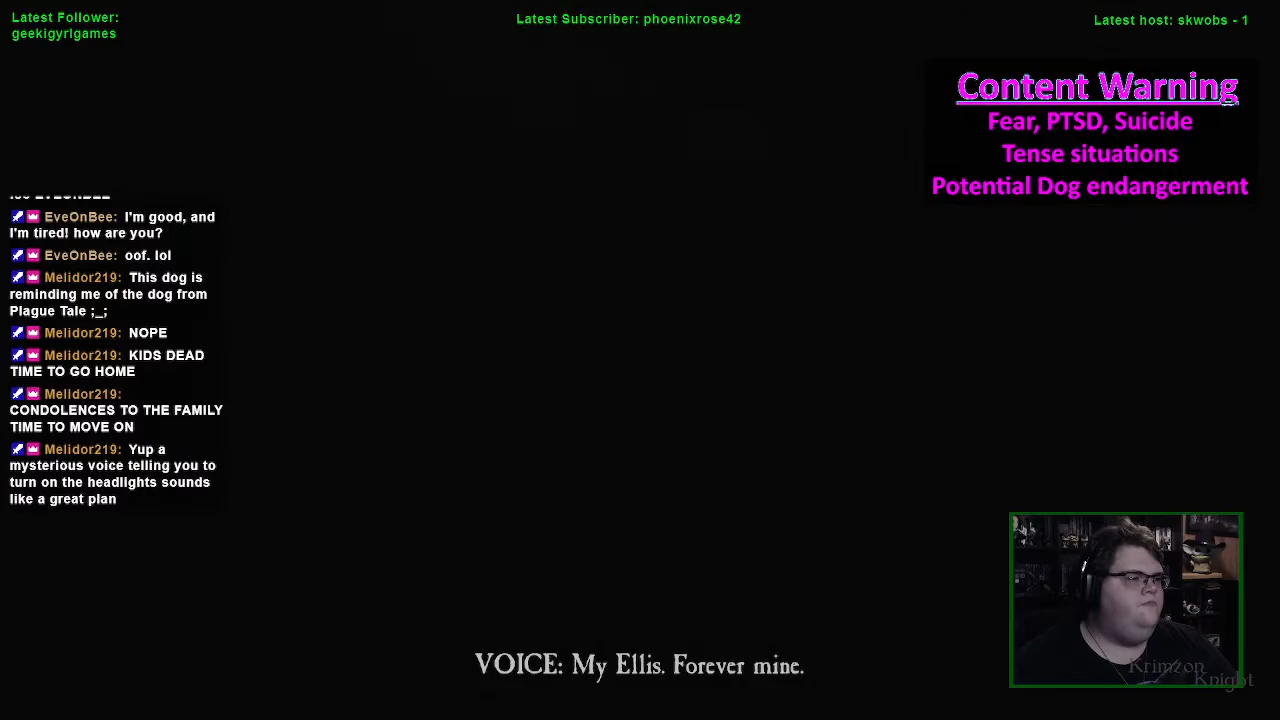 Latest Follower:
geekigyrlgames
Latest Subscriber: phoenixrose42
Latest host: skwobs - 1
Content Warning
Fear, PTSD, Suicide
Tense situations
Potential Dog endangerment
EveOnBee: I'm good, and
I'm tired! how are you?
EveOnBee: oof. lol
Melidor219: This dog is
reminding me of the dog from
Plague Tale ;_;
Melidor219: NOPE
Melidor219: KIDS DEAD
TIME TO GO HOME
Melidor219:
CONDOLENCES TO THE FAMILY
TIME TO MOVE ON
Melidor219: Yup a
mysterious voice telling you to
turn on the headlights sounds
like a great plan
Krimzon
Knight
VOICE: My Ellis. Forever mine.